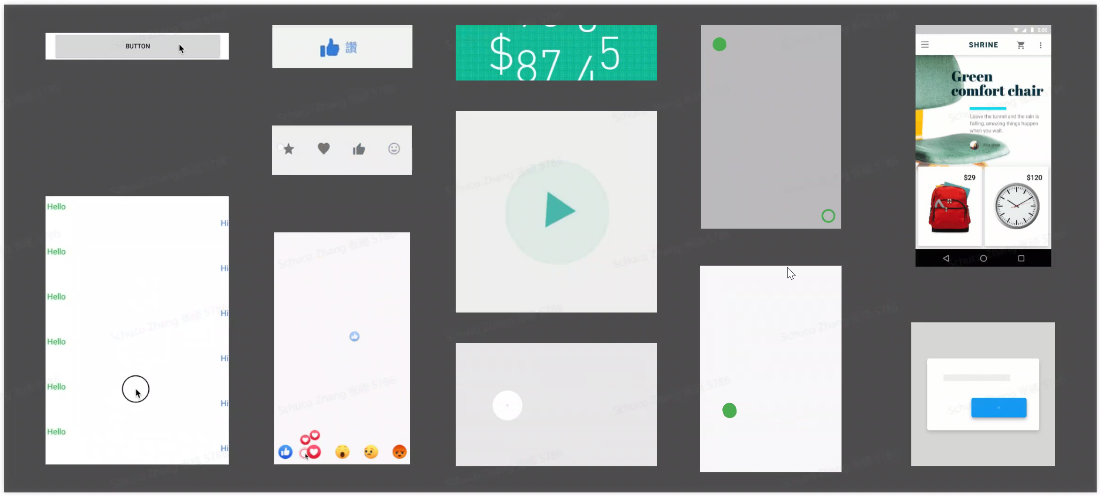 BUTTON
讚
$87 45
SHRINE
Green
comfort chair
Leave the tunnel and the rain is
falling, amazing things happen
when you wait.
$29
$120
Hello
Hi
Hello
Hi
Hello
Hi
Hello
Hi
Hello
Hi
Hello
Hi